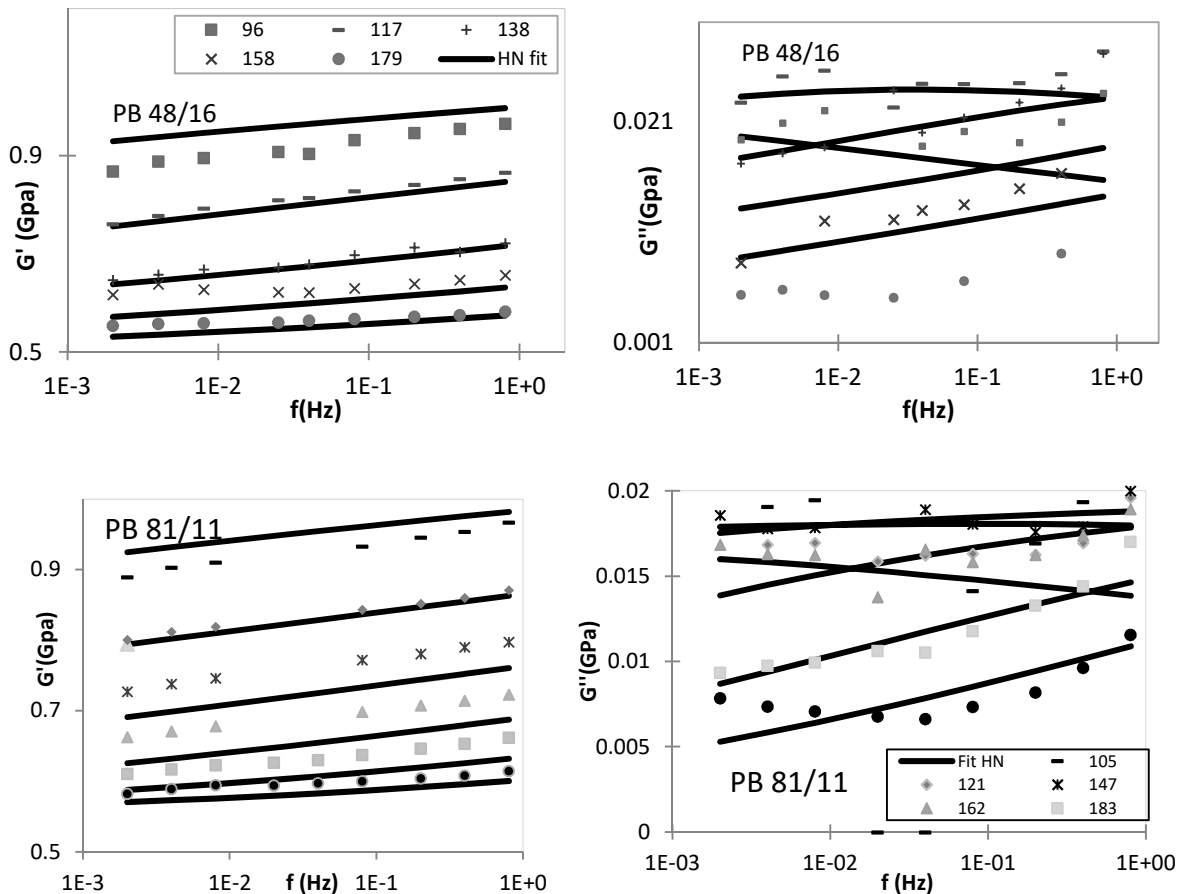 96 117 138
158 179 HN fit
PB 48/16
0.9
0.5
G' (Gpa)
1E-3 1E-2 1E-1 1E+0
f(Hz)
PB 48/16
0.021
0.001
G''(Gpa)
1E-3 1E-2 1E-1 1E+0
f(Hz)
PB 81/11
0.9
0.7
0.5
G'(Gpa)
1E-3 1E-2 1E-1 1E+0
f (Hz)
0.02
0.015
0.01
0.005
0
G''(GPa)
PB 81/11
Fit HN 105
121 147
162 183
1E-03 1E-02 1E-01 1E+00
f (Hz)